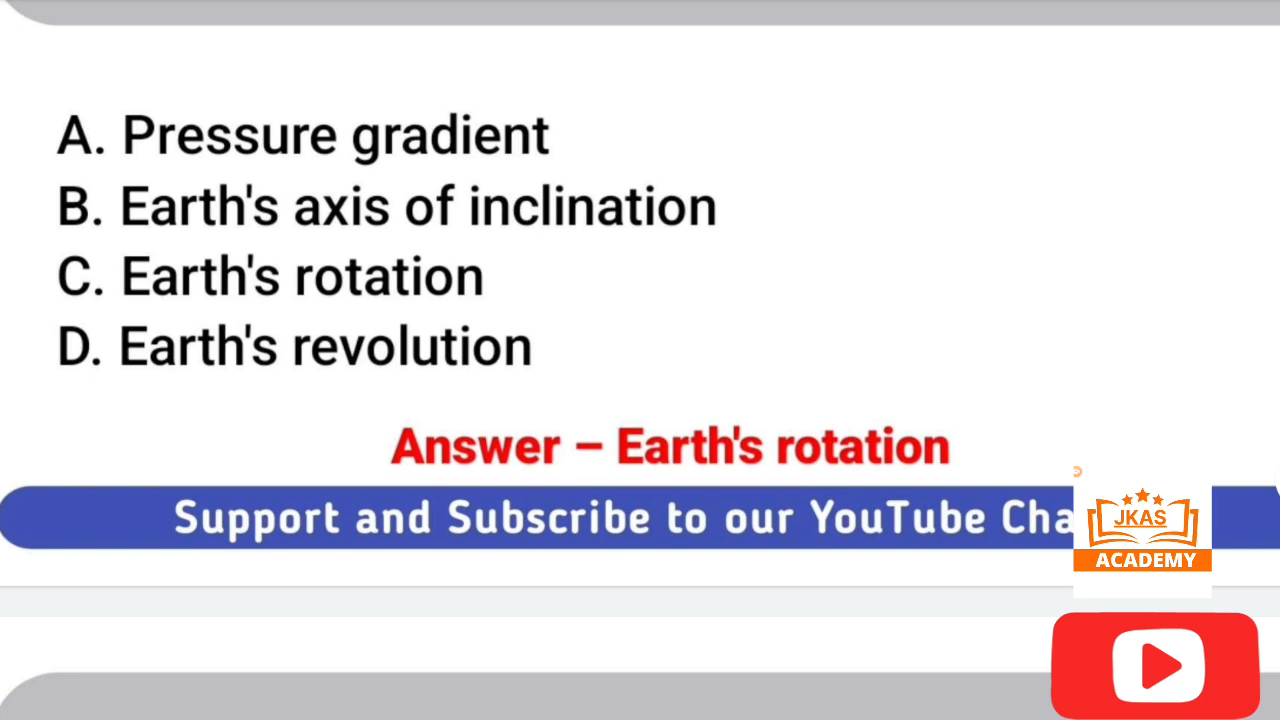 A. Pressure gradient
B. Earth's axis of inclination
C. Earth's rotation
D. Earth's revolution
Answer – Earth's rotation
Support and Subscribe to our YouTube Cha
JKAS
ACADEMY